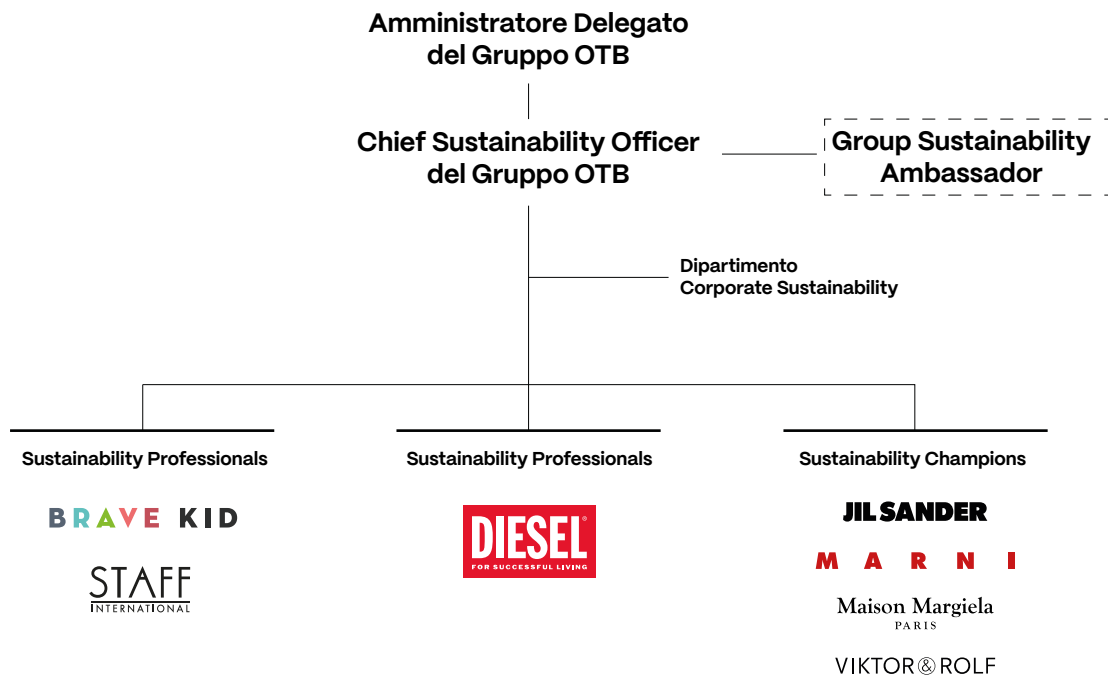 Amministratore Delegato
del Gruppo OTB
Chief Sustainability Officer
del Gruppo OTB
Group Sustainability
Ambassador
Dipartimento
Corporate Sustainability
Sustainability Professionals
BRAVE KID
STAFF
INTERNATIONAL
Sustainability Professionals
DIESEL®
FOR SUCCESSFUL LIVING
Sustainability Champions
JIL SANDER
MARNI
Maison Margiela
PARIS
VIKTOR&ROLF